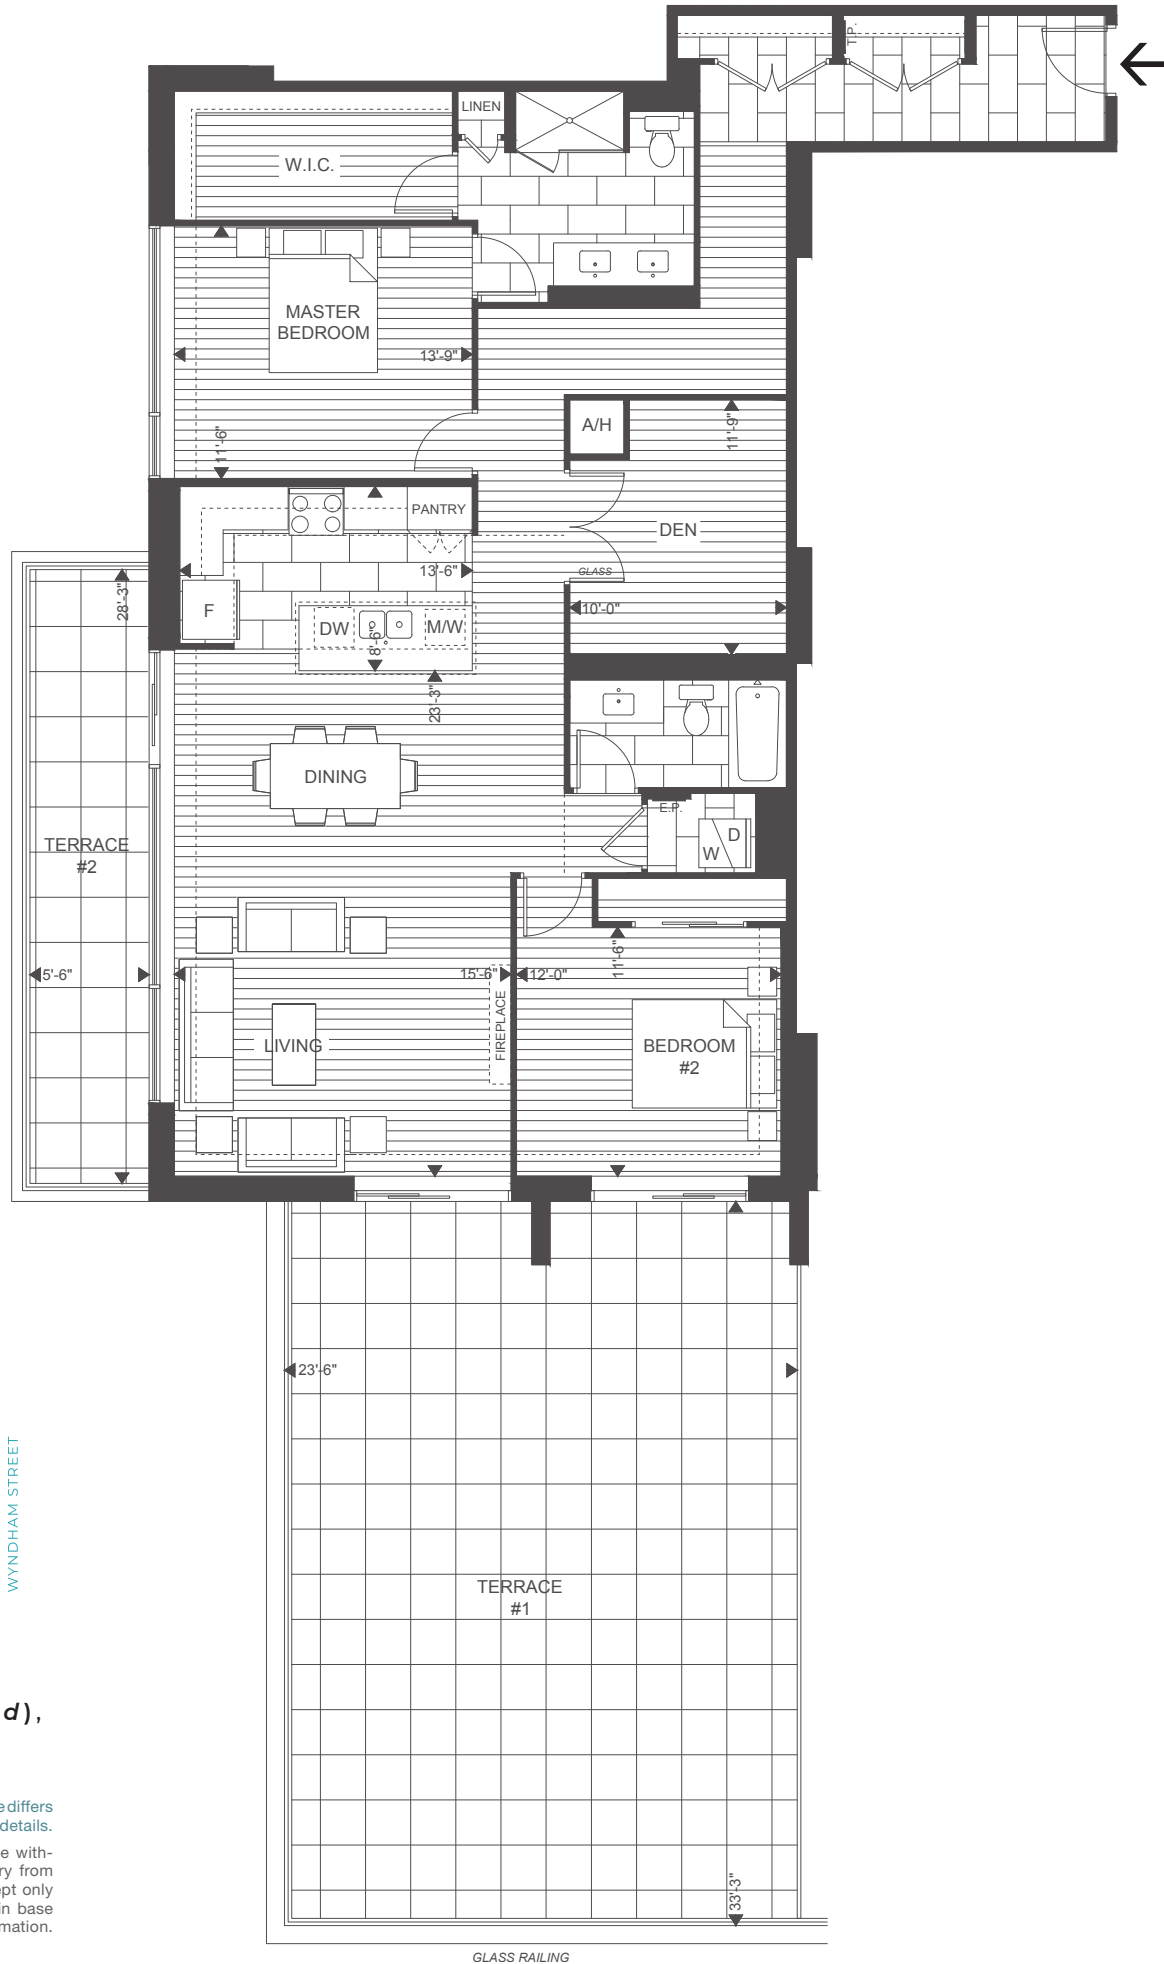 T.P.
LINEN
W.I.C.
MASTER
BEDROOM
13'-9"
11'-6"
A/H
11'-9"
PANTRY
DEN
13'-6"
GLASS
10'-0"
F
DW
M/W
8'-6"
28'-3"
23'-3"
DINING
E.P.
W
D
TERRACE
#2
5'-6"
15'-6"
12'-0"
11'-6"
FIREPLACE
LIVING
BEDROOM
#2
23'-6"
WYNDHAM STREET
TERRACE
#1
d),
differs
details.
e with-
ry from
ept only
in base
mation.
33'-3"
GLASS RAILING